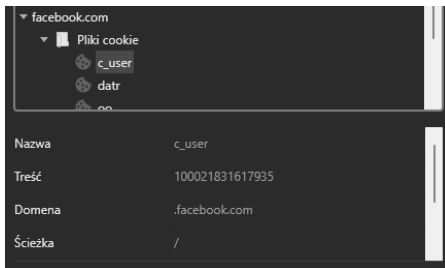 facebook.com
Pliki cookie
c_user
datr
Nazwa c_user
Treść 100021831617935
Domena .facebook.com
Ścieżka /